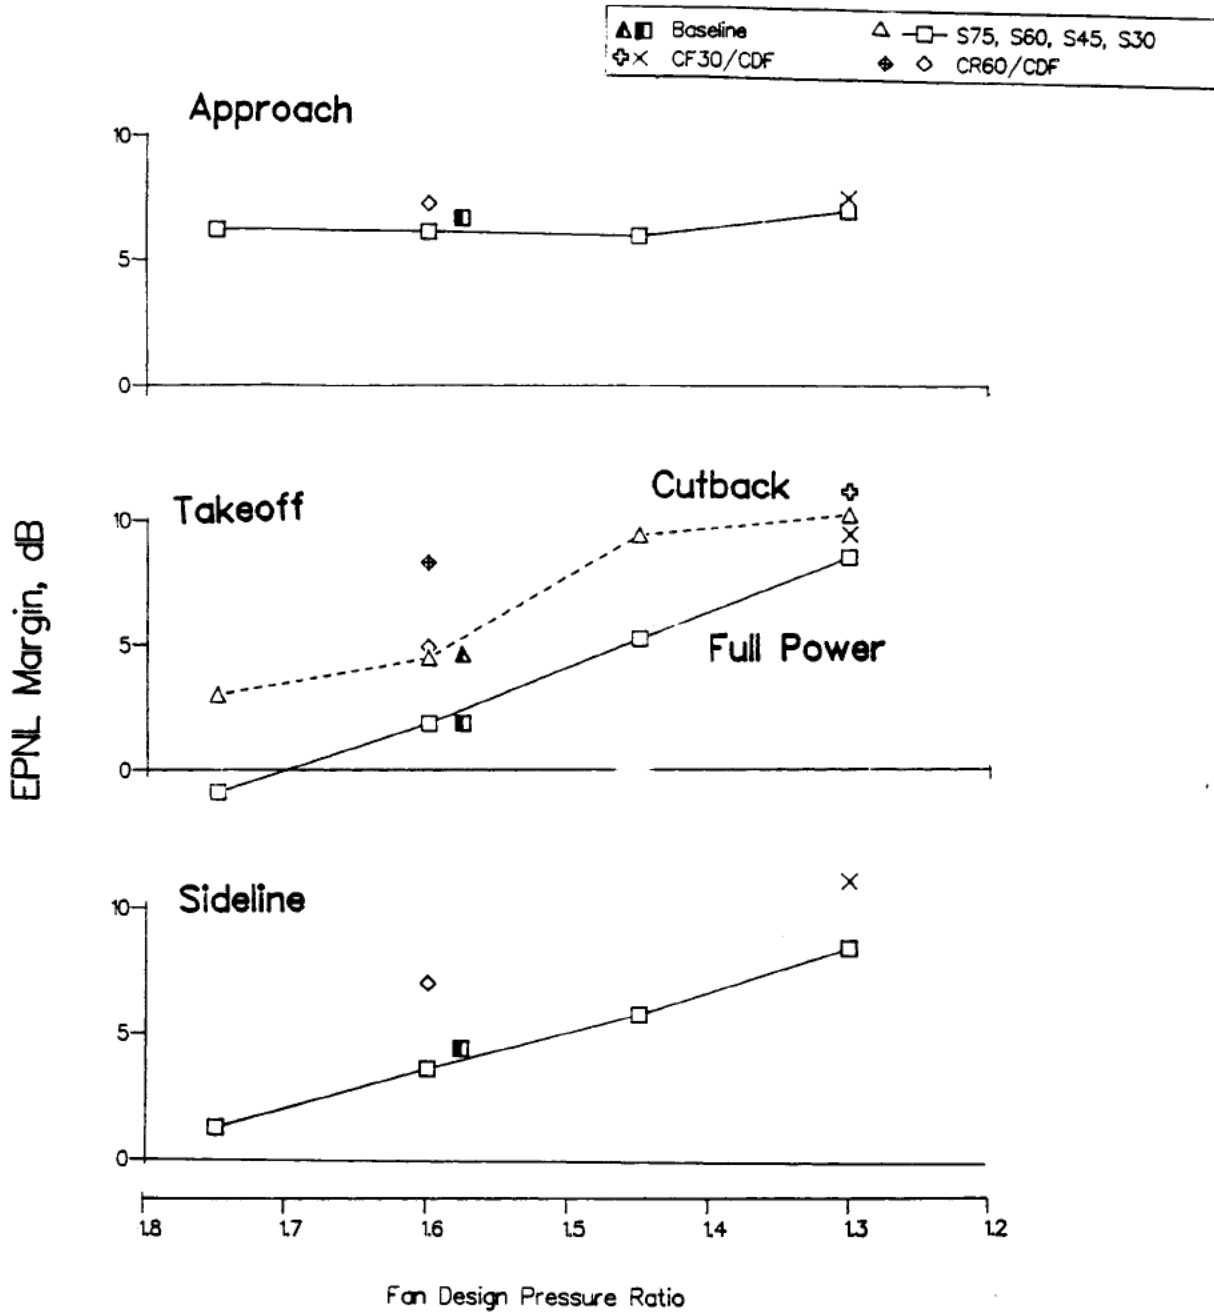 Baseline
S75, S60, S45, S30
CF30/CDF
CR60/CDF
Approach
10
5
0
EPNL Margin, dB
Takeoff
Cutback
10
5
Full Power
0
Sideline
10
5
0
1.8 1.7 1.6 1.5 1.4 1.3 1.2
Fan Design Pressure Ratio